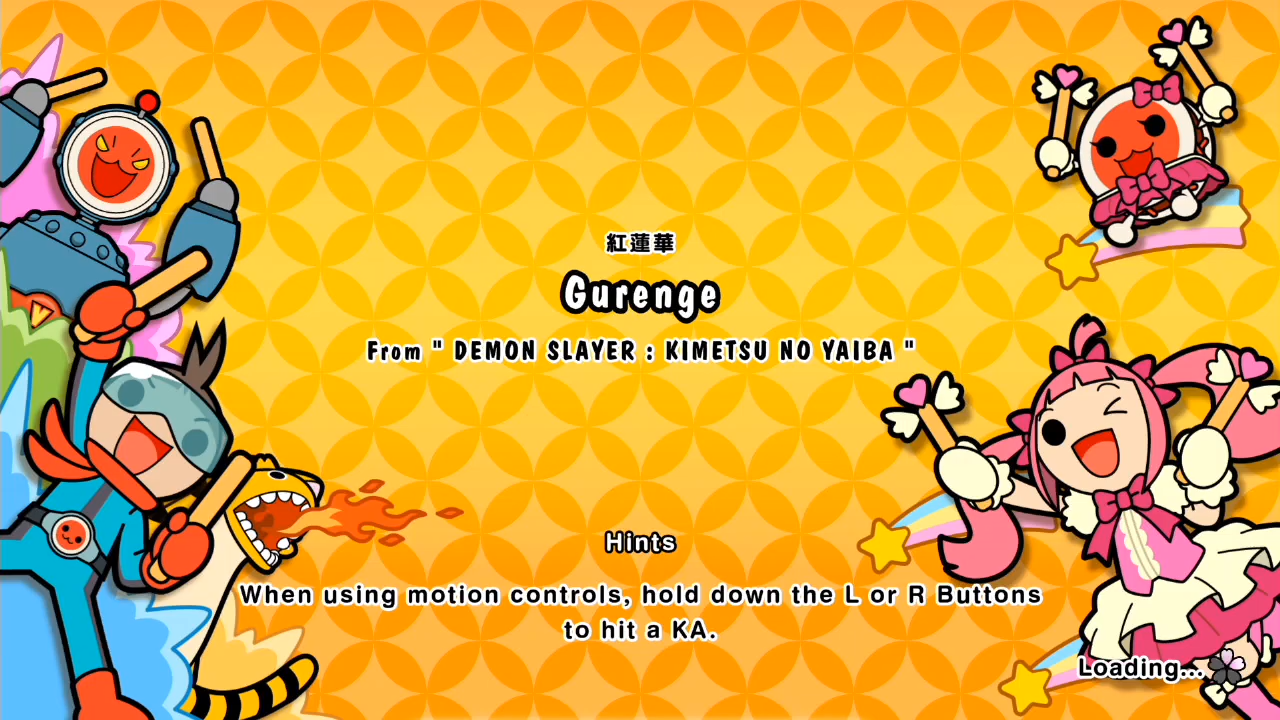 紅蓮華
Gurenge
From " DEMON SLAYER : KIMETSU NO YAIBA "
Hints
When using motion controls, hold down the L or R Buttons
to hit a KA.
Loading...